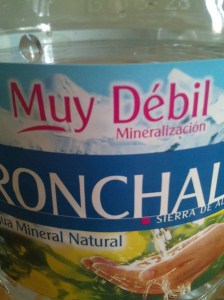 Muy Débil
Mineralización
RONCHAL
SIERRA DE
ua Mineral Natural